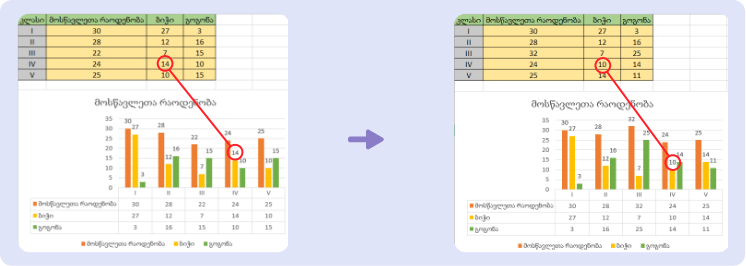 კლასი მოსწავლეთა რაოდენობა ბიჭი გოგონა
I 30 27 3
II 28 12 16
III 22 7 15
IV 24 14 10
V 25 10 15
მოსწავლეთა რაოდენობა
35
30
25
20
15
10
5
0
30 27 3 28 12 16 22 7 15 24 14 10 25 10 15
I II III IV V
მოსწავლეთა რაოდენობა 30 28 22 24 25
ბიჭი 27 12 7 14 10
გოგონა 3 16 15 10 15
მოსწავლეთა რაოდენობა ბიჭი გოგონა
კლასი მოსწავლეთა რაოდენობა ბიჭი გოგონა
I 30 27 3
II 28 12 16
III 32 7 25
IV 24 10 14
V 25 14 11
მოსწავლეთა რაოდენობა
35
30
25
20
15
10
5
0
30 27 3 28 12 16 32 7 25 24 10 14 25 14 11
I II III IV V
მოსწავლეთა რაოდენობა 30 28 32 24 25
ბიჭი 27 12 7 10 14
გოგონა 3 16 25 14 11
მოსწავლეთა რაოდენობა ბიჭი გოგონა